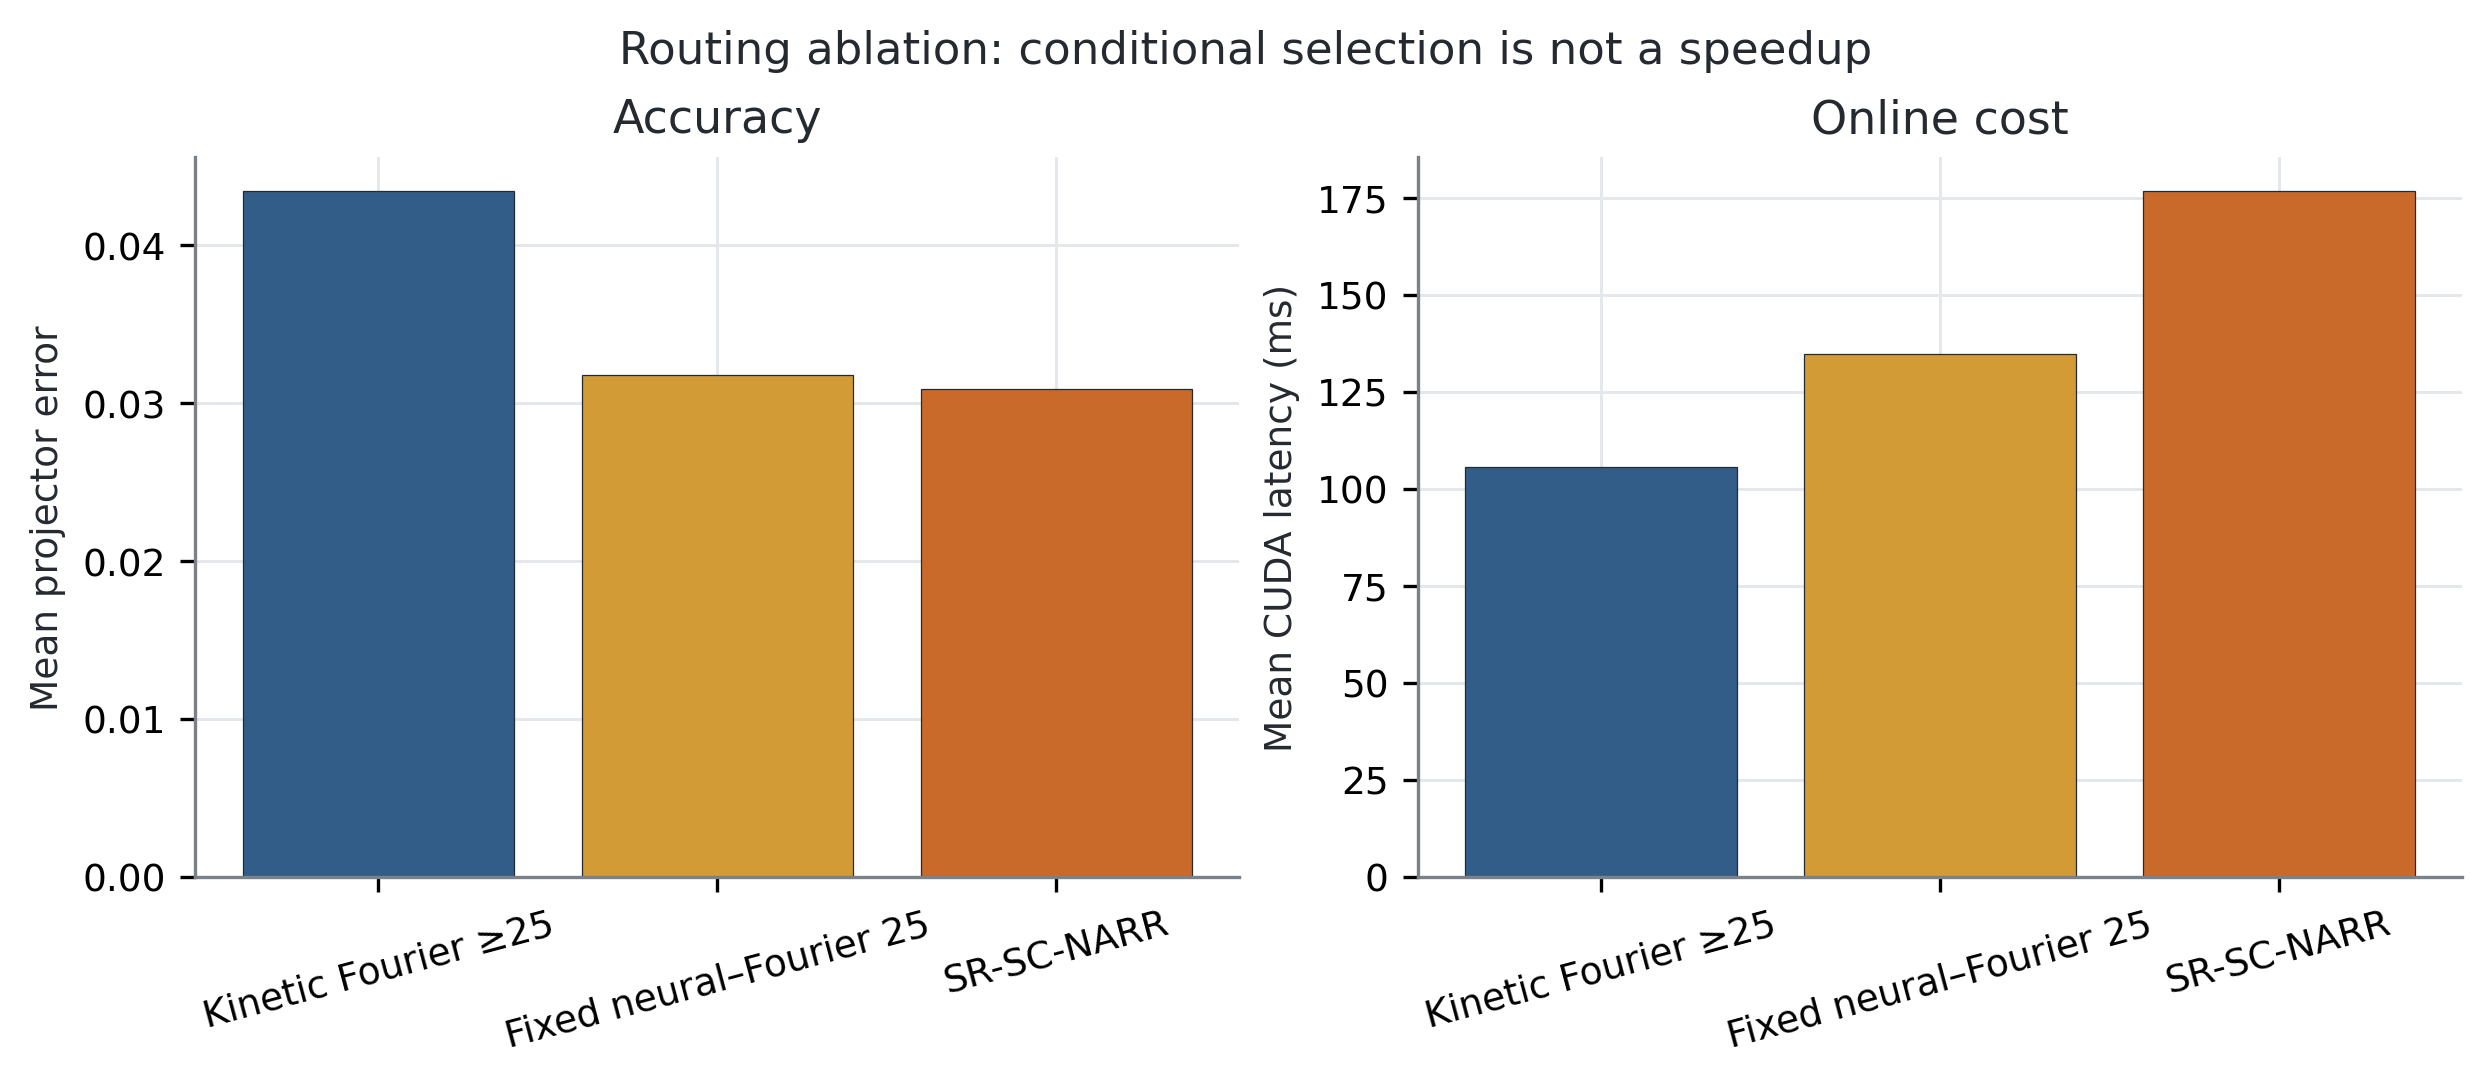 Routing ablation: conditional selection is not a speedup
Accuracy
Mean projector error
0.04
0.03
0.02
0.01
0.00
Kinetic Fourier ≥25
Fixed neural–Fourier 25
SR-SC-NARR
Online cost
Mean CUDA latency (ms)
175
150
125
100
75
50
25
0
Kinetic Fourier ≥25
Fixed neural–Fourier 25
SR-SC-NARR